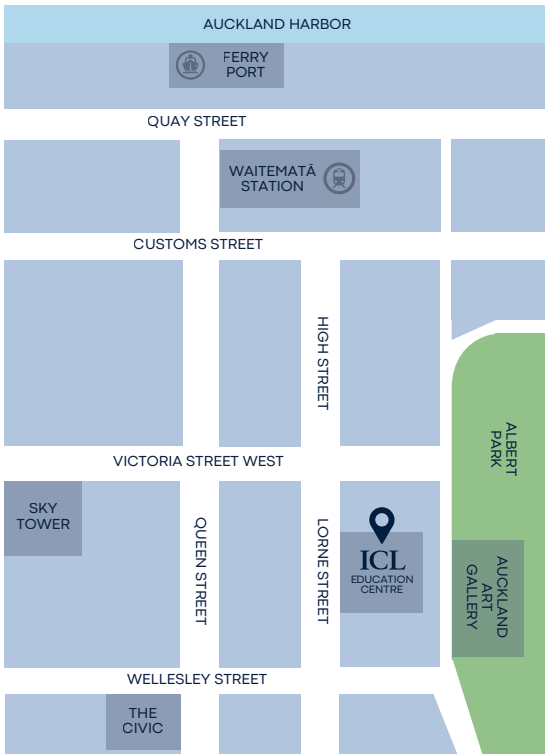 AUCKLAND HARBOR
FERRY
PORT
QUAY STREET
WAITEMATĀ
STATION
CUSTOMS STREET
HIGH STREET
ALBERT
PARK
VICTORIA STREET WEST
SKY
TOWER
QUEEN STREET
LORNE STREET
ICL
EDUCATION
CENTRE
AUCKLAND
ART
GALLERY
WELLESLEY STREET
THE
CIVIC